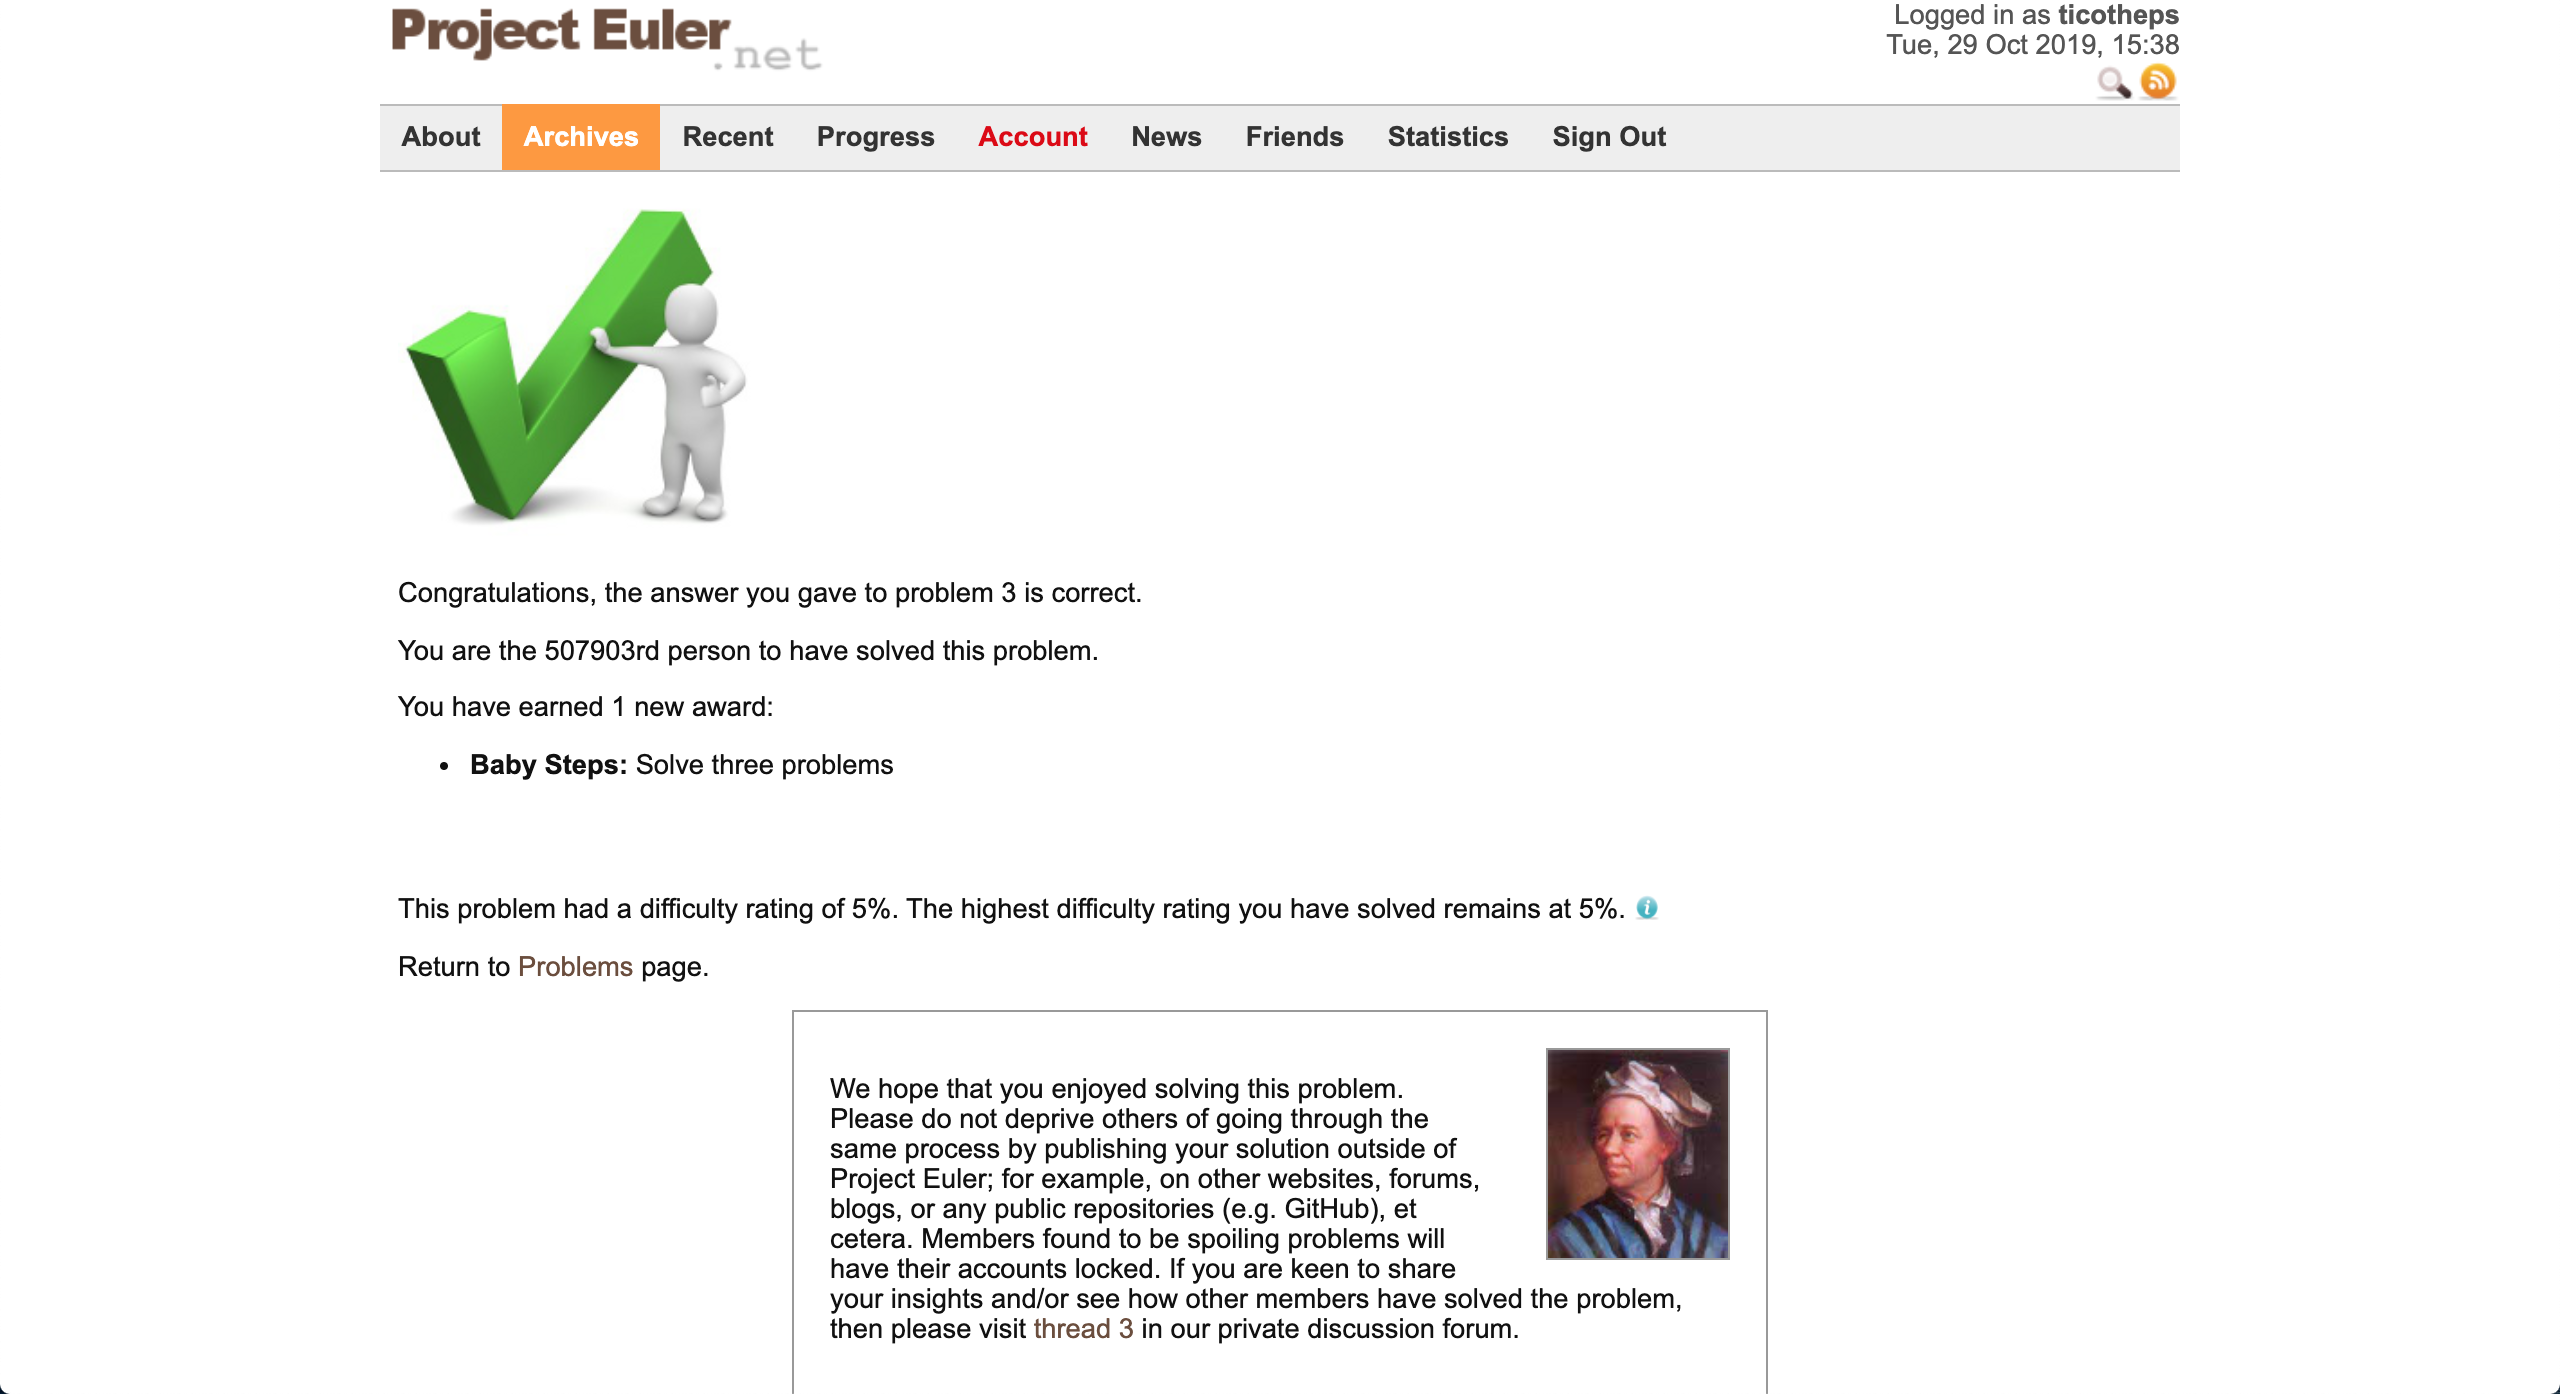 Project Euler.net
Logged in as ticotheps
Tue, 29 Oct 2019, 15:38
About Archives Recent Progress Account News Friends Statistics Sign Out
Congratulations, the answer you gave to problem 3 is correct.
You are the 507903rd person to have solved this problem.
You have earned 1 new award:
• Baby Steps: Solve three problems
This problem had a difficulty rating of 5%. The highest difficulty rating you have solved remains at 5%. i
Return to Problems page.
We hope that you enjoyed solving this problem.
Please do not deprive others of going through the
same process by publishing your solution outside of
Project Euler; for example, on other websites, forums,
blogs, or any public repositories (e.g. GitHub), et
cetera. Members found to be spoiling problems will
have their accounts locked. If you are keen to share
your insights and/or see how other members have solved the problem,
then please visit thread 3 in our private discussion forum.